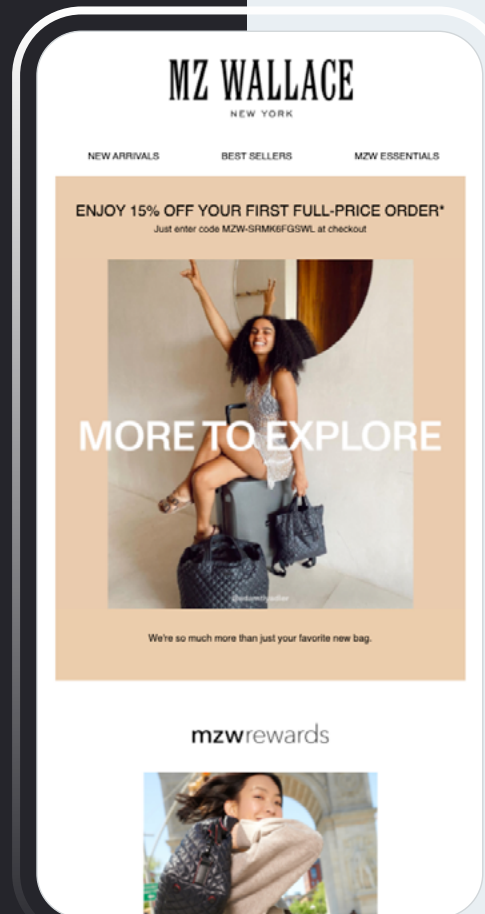 MZ WALLACE
NEW YORK
NEW ARRIVALS BEST SELLERS MZW ESSENTIALS
ENJOY 15% OFF YOUR FIRST FULL-PRICE ORDER*
Just enter code MZW-SRMK6FGSWL at checkout
MORE TO EXPLORE
We're so much more than just your favorite new bag.
mzwrewards